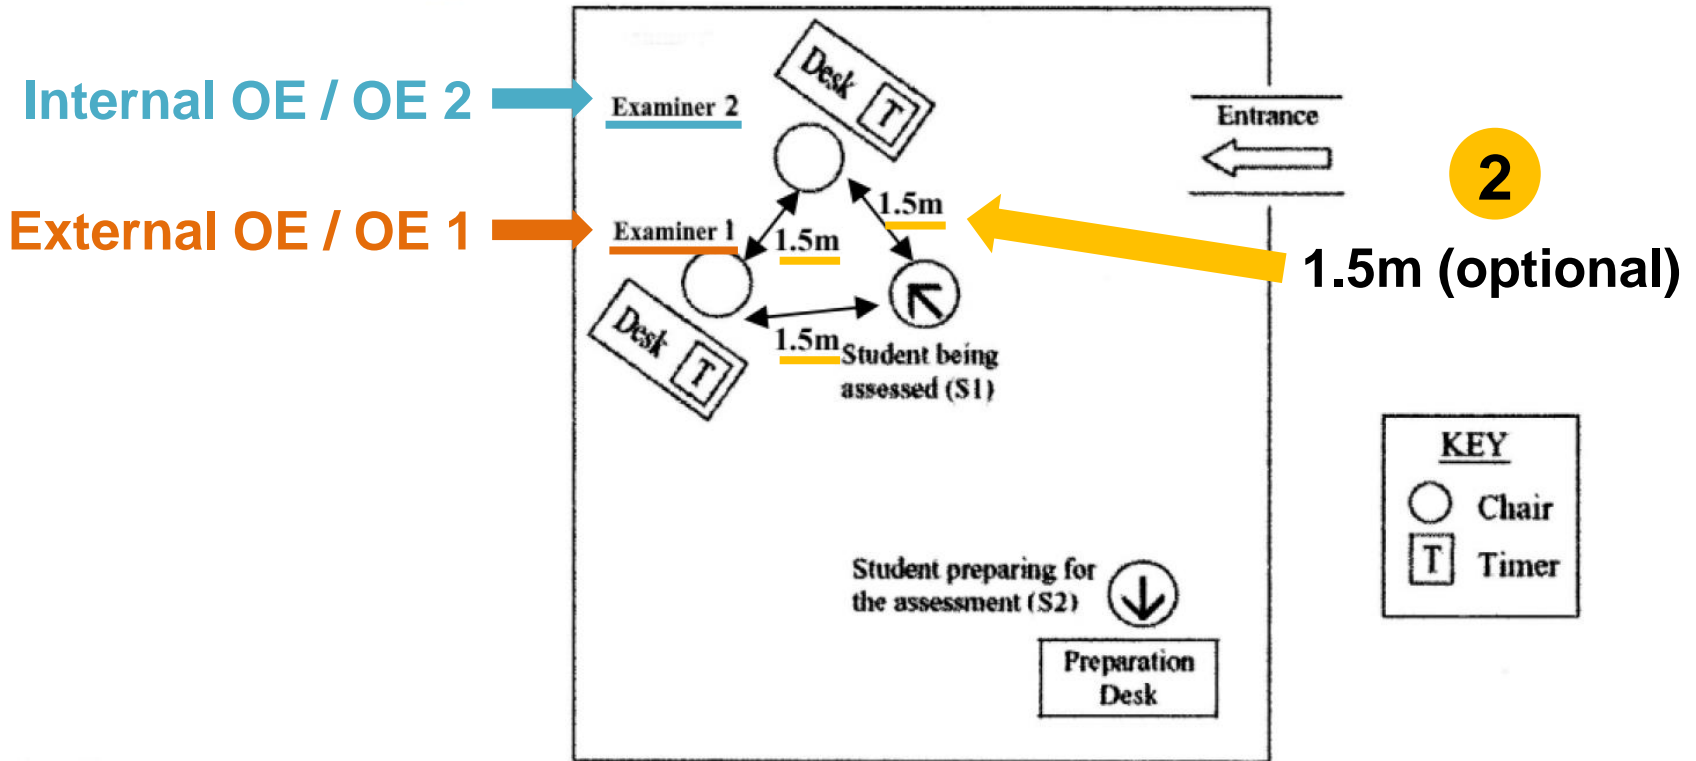 Internal OE / OE 2
External OE / OE 1
Examiner 2
Desk T
Entrance
Examiner 1
1.5m
1.5m
1.5m
Desk T
Student being
assessed (S1)
2
1.5m (optional)
Student preparing for
the assessment (S2)
Preparation
Desk
KEY
Chair
T Timer